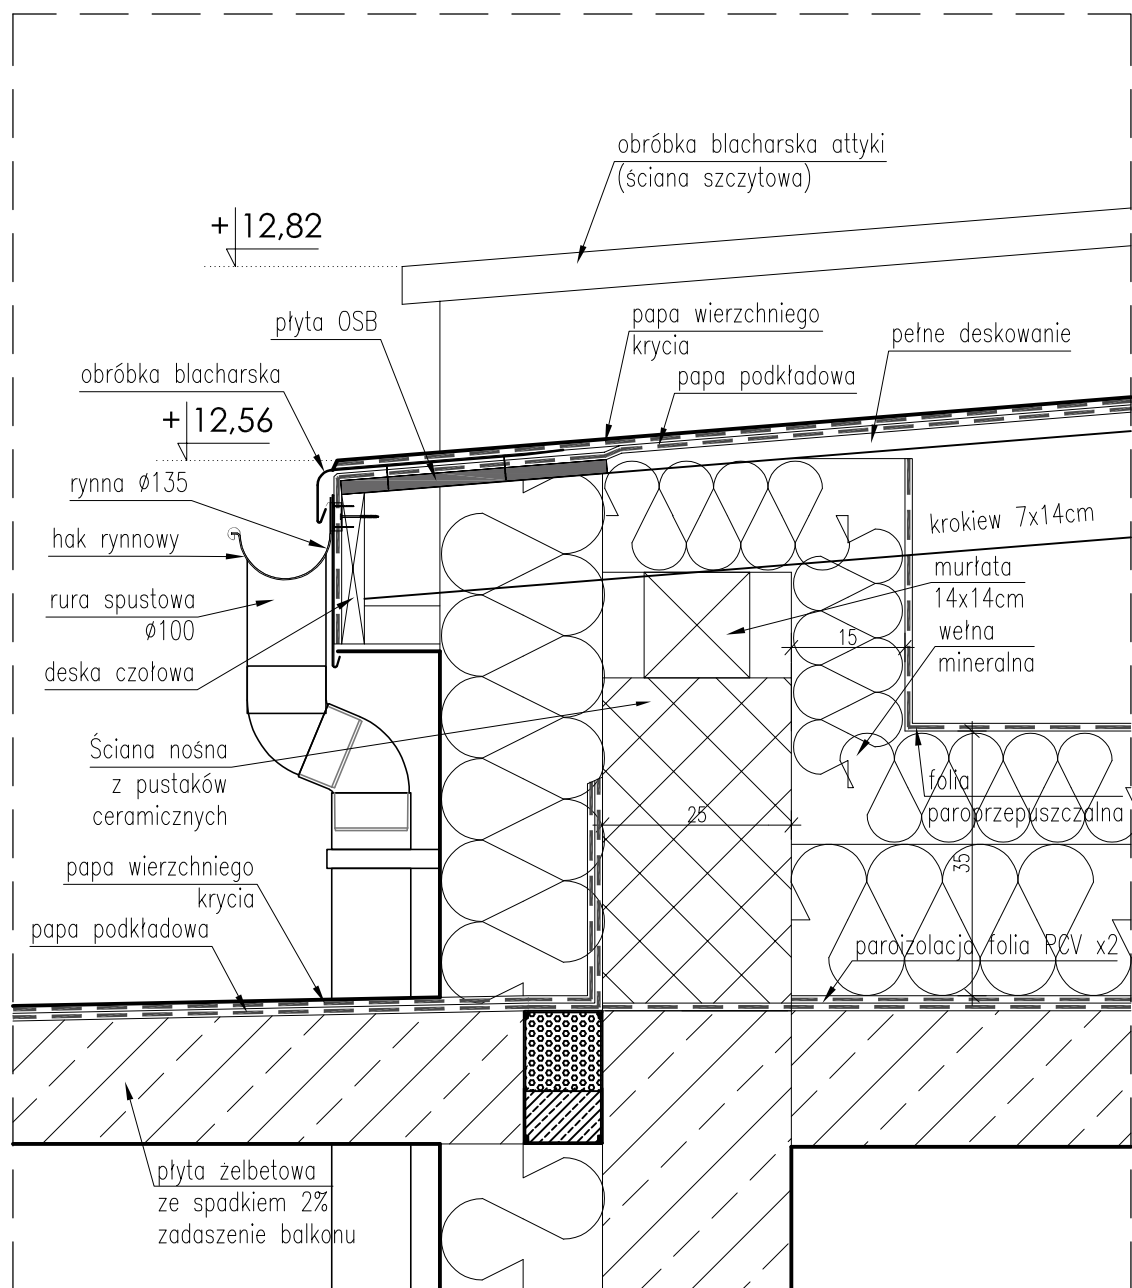 obróbka blacharska attyki
(ściana szczytowa)
+12,82
płyta OSB
papa wierzchniego
krycia
pełne deskowanie
obróbka blacharska
papa podkładowa
+12,56
rynna ø135
hak rynnowy
krokiew 7x14cm
rura spustowa
ø100
murłata
14x14cm
15
wełna
mineralna
deska czołowa
Ściana nośna
z pustaków
ceramicznych
folia
paroprzepuszczalna
25
35
papa wierzchniego
krycia
papa podkładowa
paroizolacja folia PCV x2
płyta żelbetowa
ze spadkiem 2%
zadaszenie balkonu